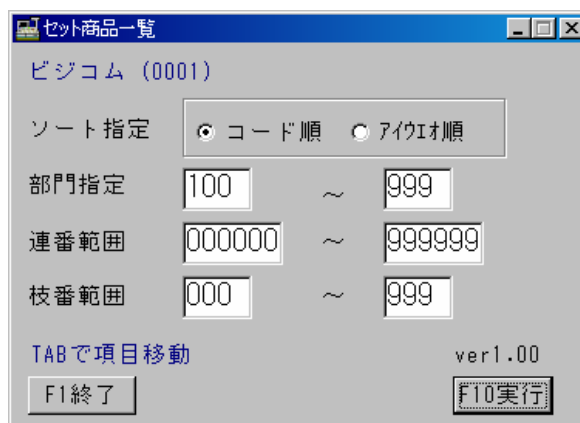 セット商品一覧
ビジコム (0001)
ソート指定 コード順 アイウエオ順
部門指定 100 ～ 999
連番範囲 000000 ～ 999999
枝番範囲 000 ～ 999
TABで項目移動 ver1.00
F1終了 F10実行